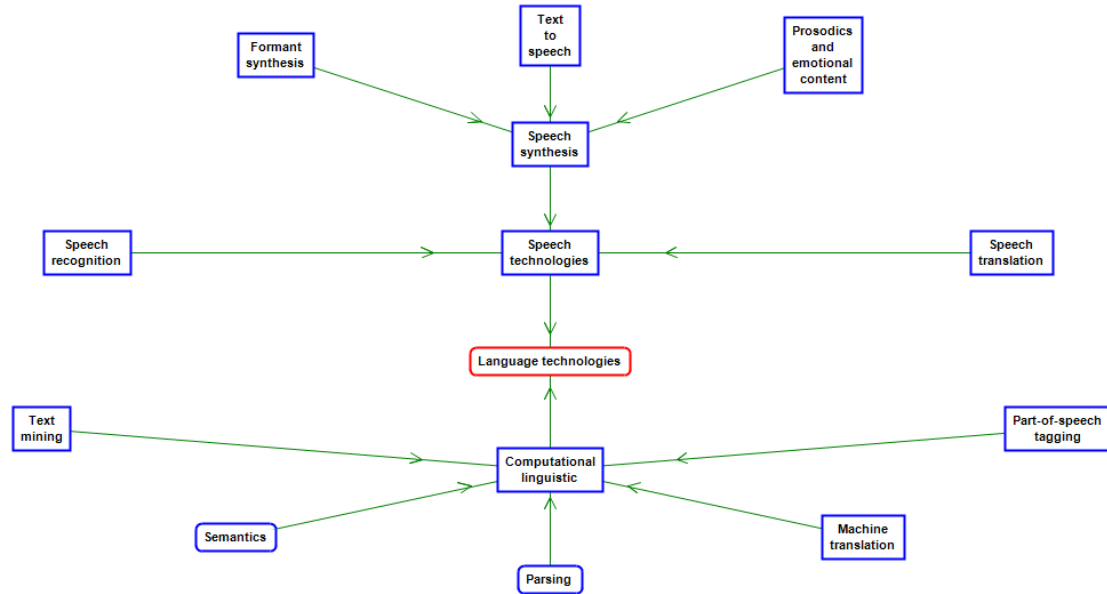 Text
to
speech
Prosodics
and
emotional
content
Formant
synthesis
Speech
synthesis
Speech
recognition
Speech
technologies
Speech
translation
Language technologies
Text
mining
Part-of-speech
tagging
Computational
linguistic
Semantics
Machine
translation
Parsing